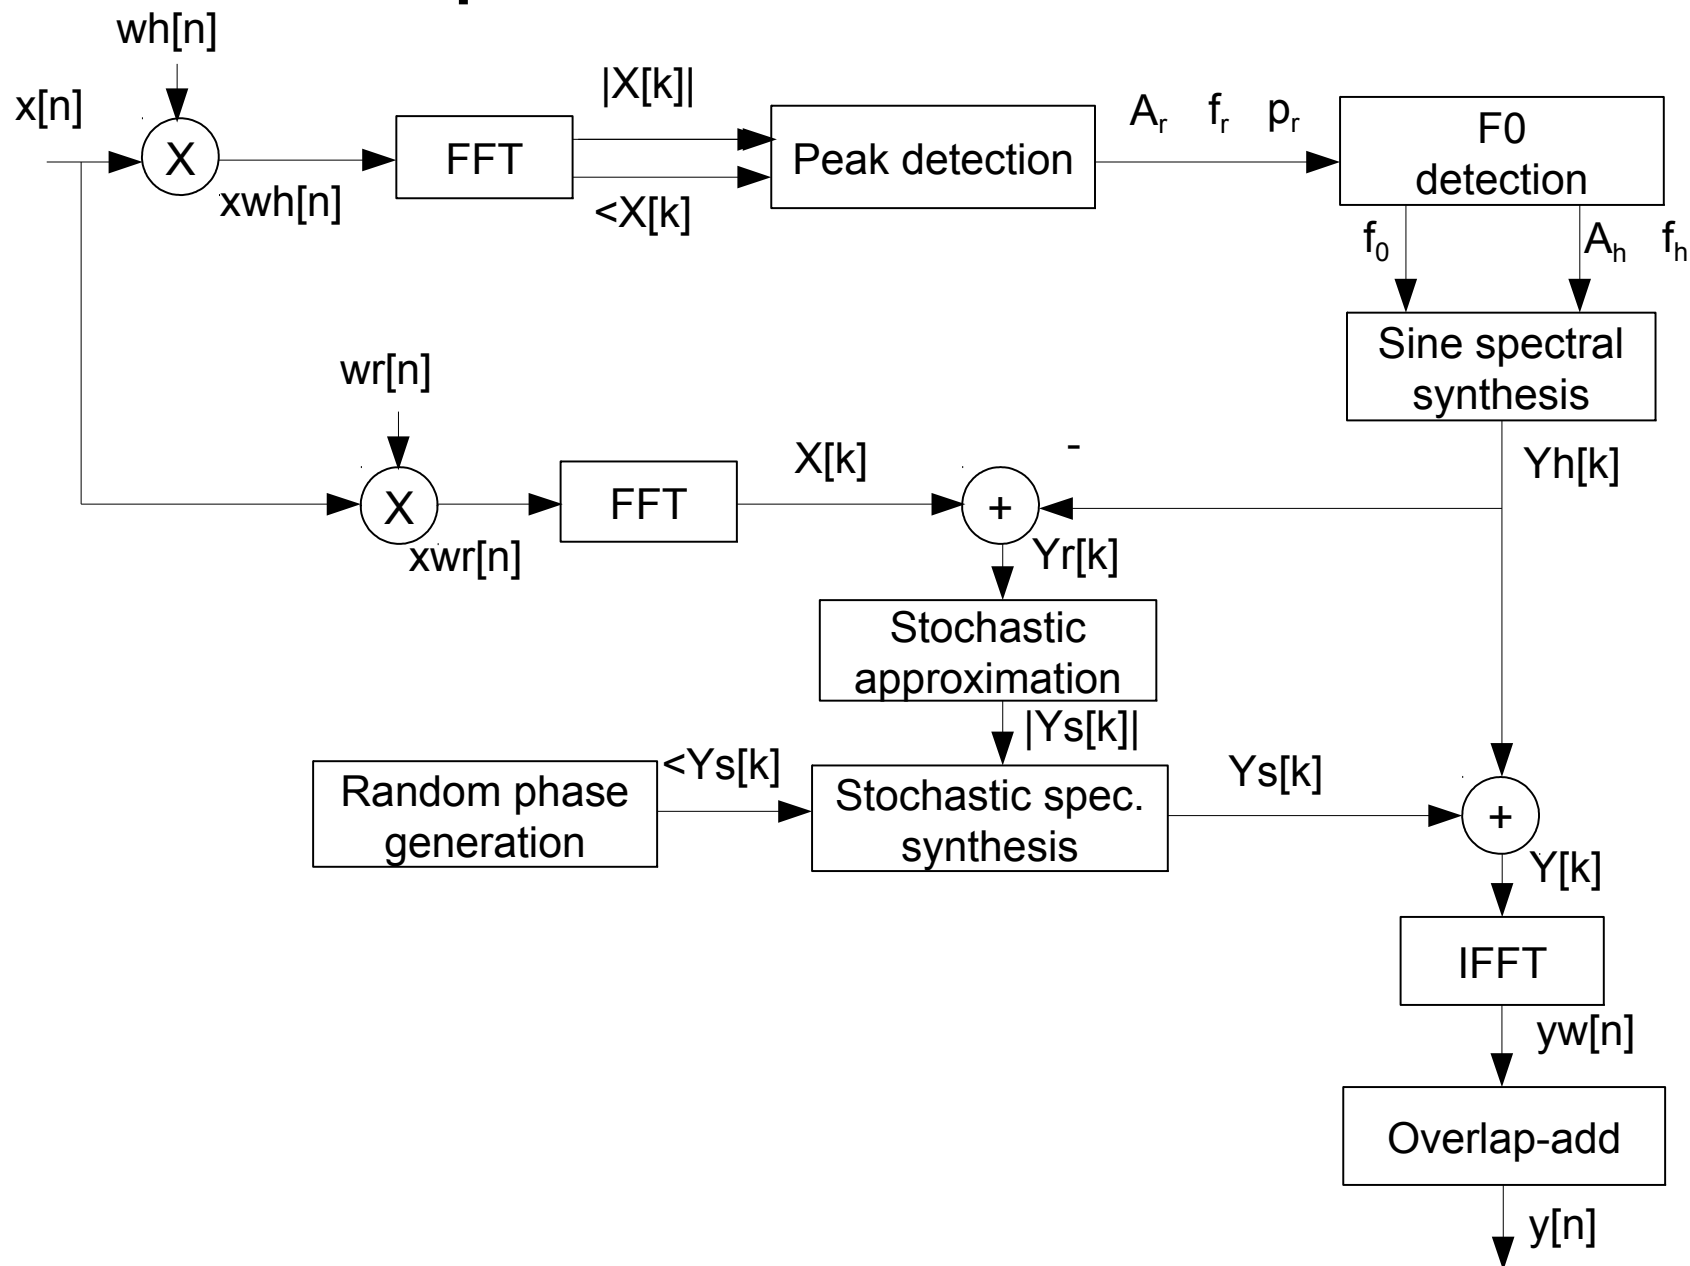 wh[n]
x[n]
X
xwh[n]
FFT
|X[k]|
<X[k]
Peak detection
A_r f_r p_r
F0
detection
f_0
A_h f_h
Sine spectral
synthesis
Yh[k]
wr[n]
X
xwr[n]
FFT
X[k]
-
+
Yr[k]
Stochastic
approximation
|Ys[k]|
Random phase
generation
<Ys[k]
Stochastic spec.
synthesis
Ys[k]
+
Y[k]
IFFT
yw[n]
Overlap-add
y[n]